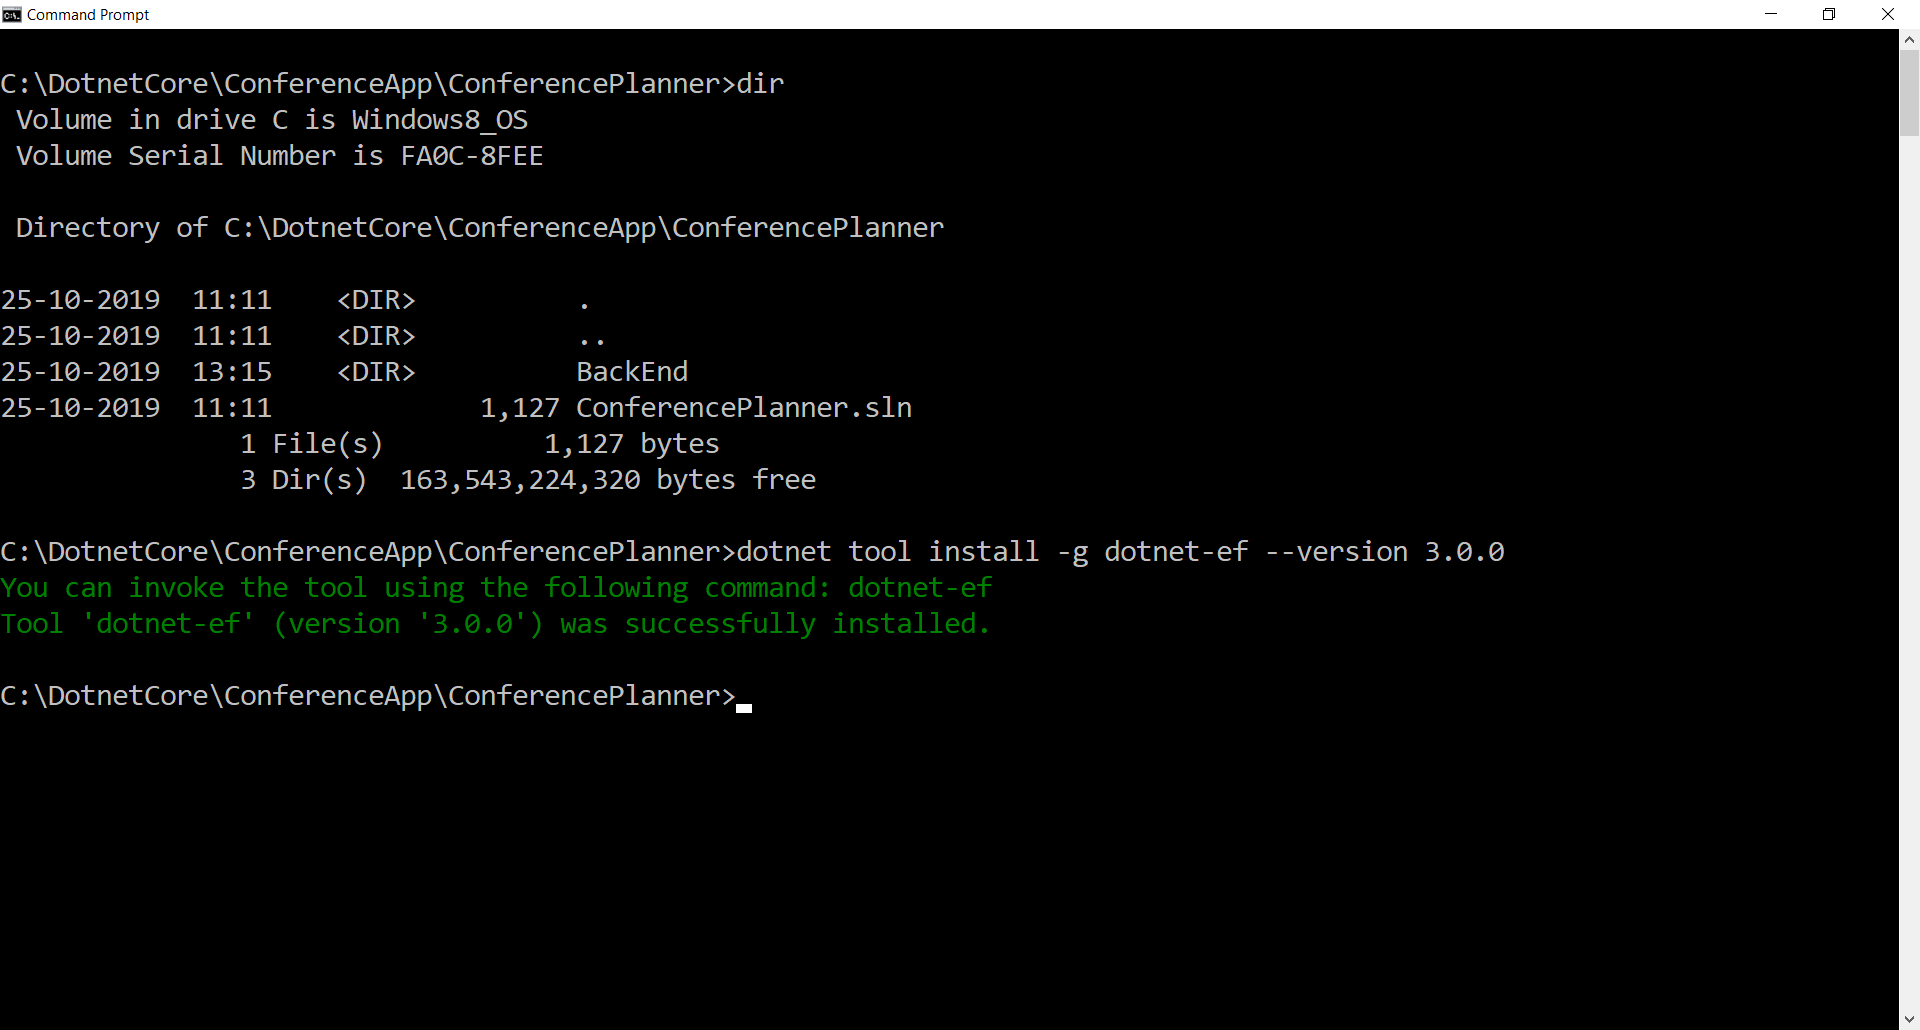 Command Prompt
C:\DotnetCore\ConferenceApp\ConferencePlanner>dir
 Volume in drive C is Windows8_OS
 Volume Serial Number is FA0C-8FEE
 Directory of C:\DotnetCore\ConferenceApp\ConferencePlanner
25-10-2019  11:11    <DIR>          .
25-10-2019  11:11    <DIR>          ..
25-10-2019  13:15    <DIR>          BackEnd
25-10-2019  11:11             1,127 ConferencePlanner.sln
               1 File(s)          1,127 bytes
               3 Dir(s)  163,543,224,320 bytes free
C:\DotnetCore\ConferenceApp\ConferencePlanner>dotnet tool install -g dotnet-ef --version 3.0.0
You can invoke the tool using the following command: dotnet-ef
Tool 'dotnet-ef' (version '3.0.0') was successfully installed.
C:\DotnetCore\ConferenceApp\ConferencePlanner>